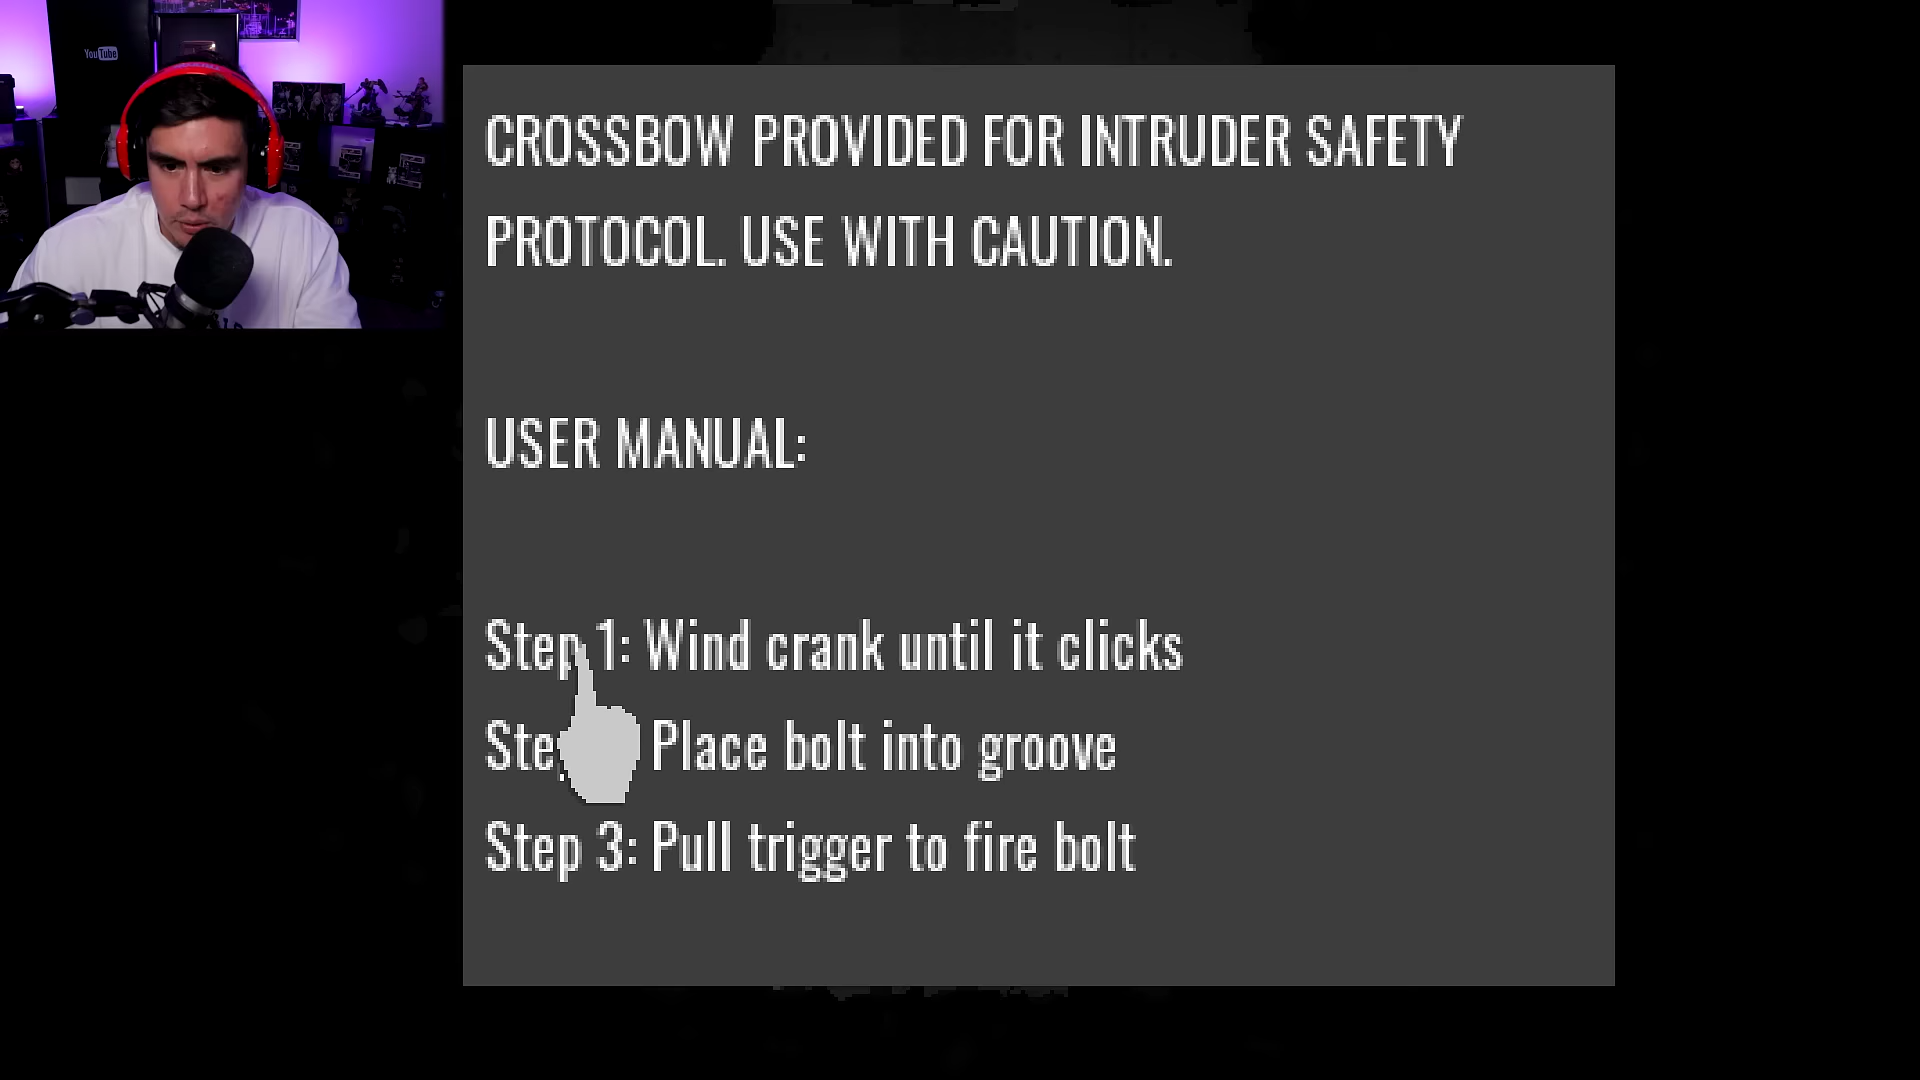 YouTube
CROSSBOW PROVIDED FOR INTRUDER SAFETY
PROTOCOL. USE WITH CAUTION.
USER MANUAL:
Step 1: Wind crank until it clicks
Place bolt into groove
Step 3: Pull trigger to fire bolt